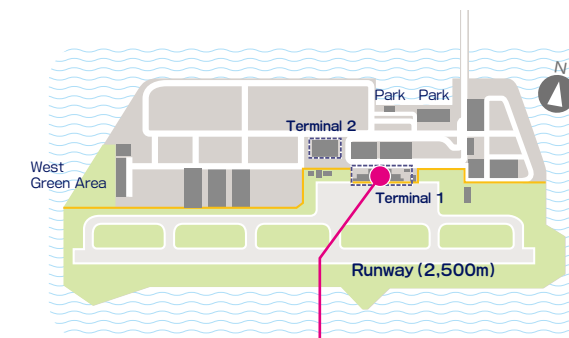 N
Park Park
Terminal 2
West
Green Area
Terminal 1
Runway (2,500m)